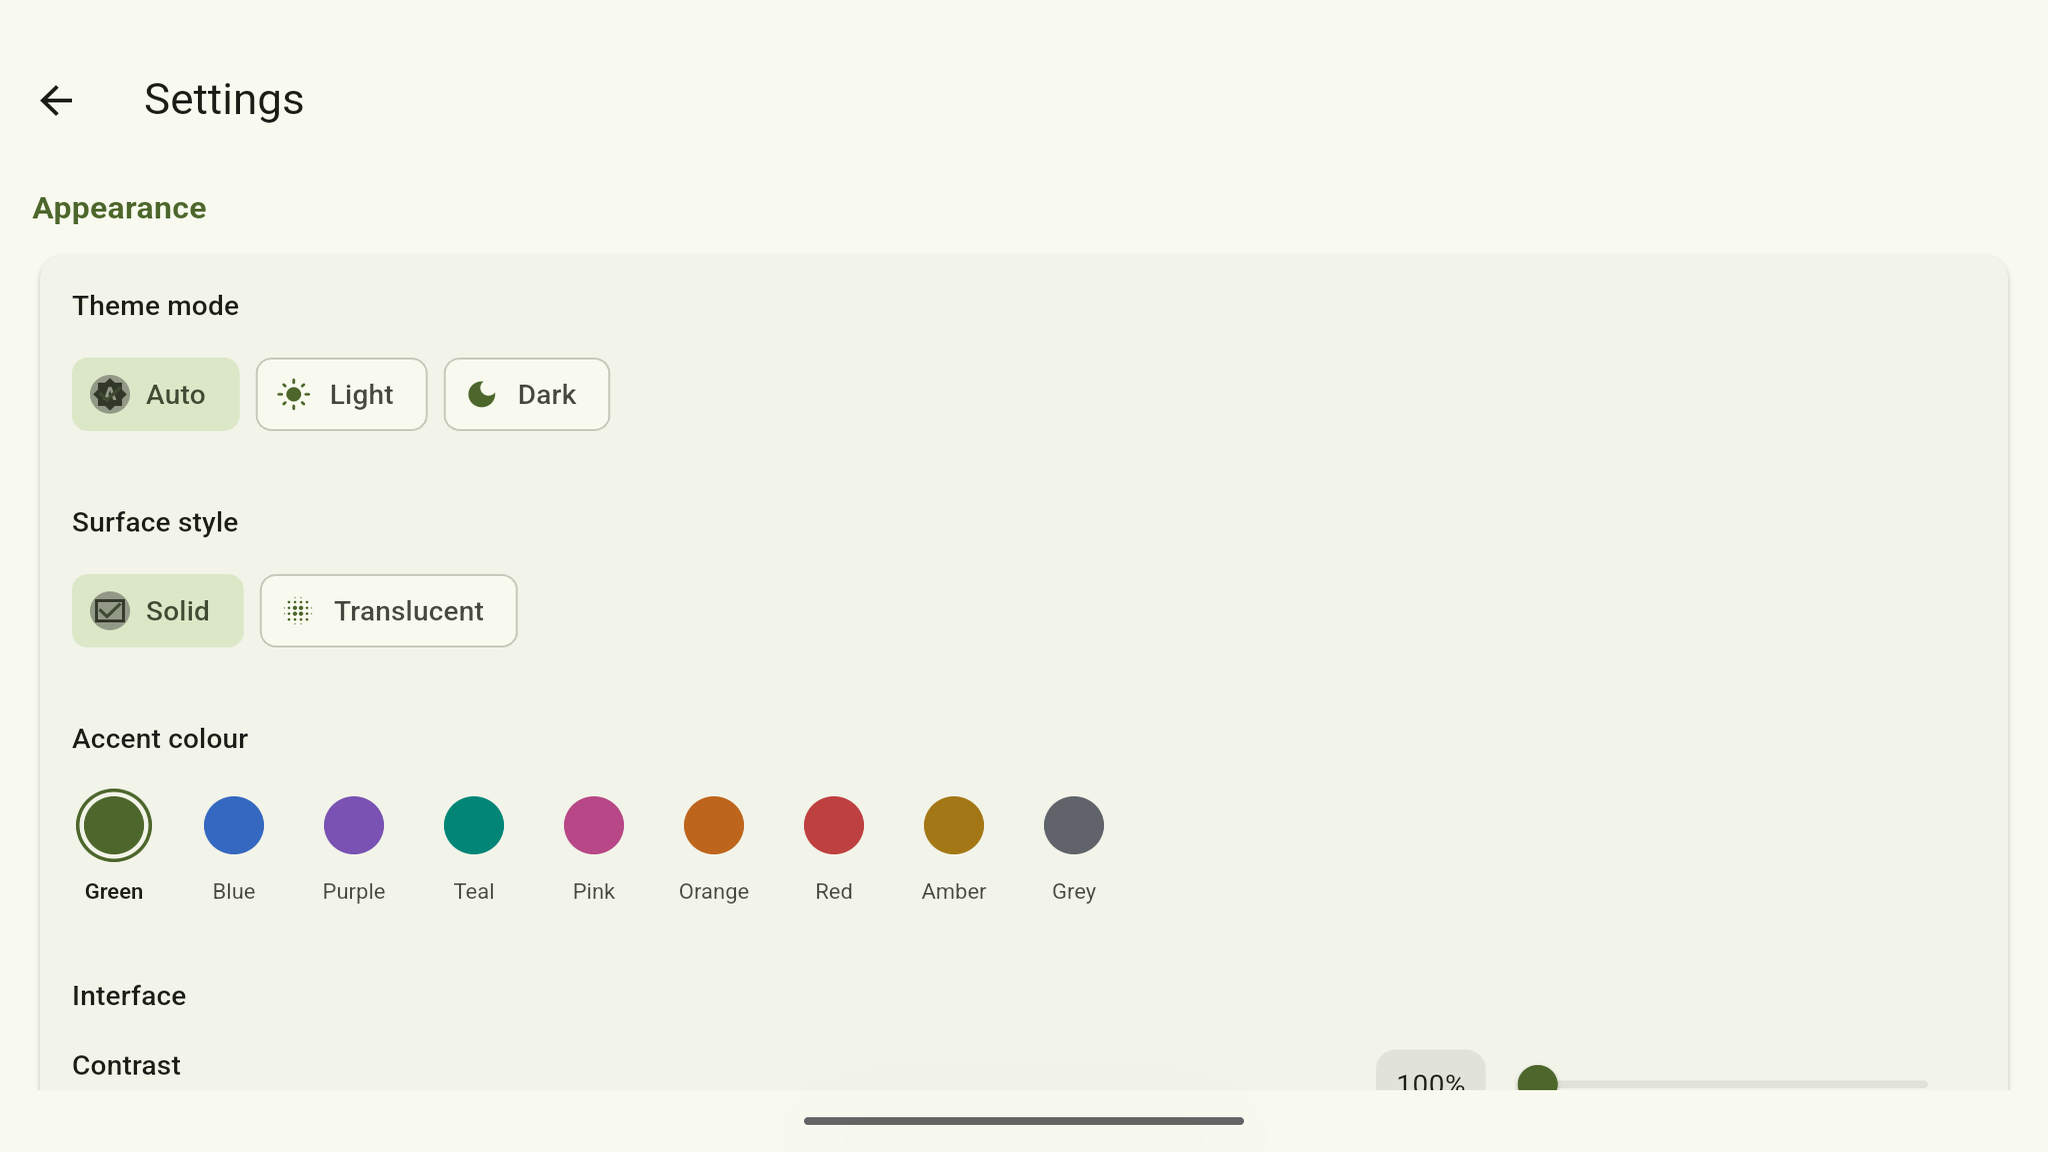 Settings
Appearance
Theme mode
Auto Light Dark
Surface style
Solid Translucent
Accent colour
Green Blue Purple Teal Pink Orange Red Amber Grey
Interface
Contrast
100%